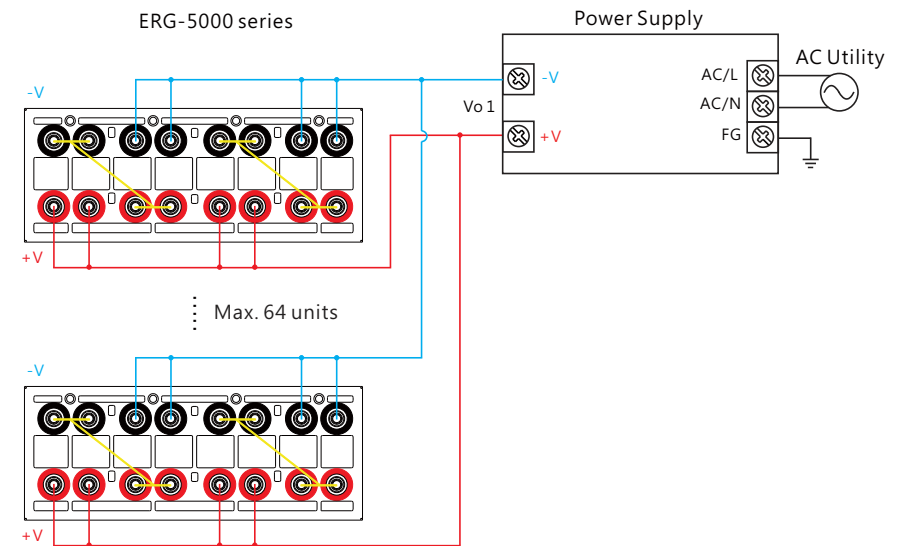 ERG-5000 series
Power Supply
AC Utility
-V
Vo 1
+V
AC/L
AC/N
FG
-V
+V
Max. 64 units
-V
+V